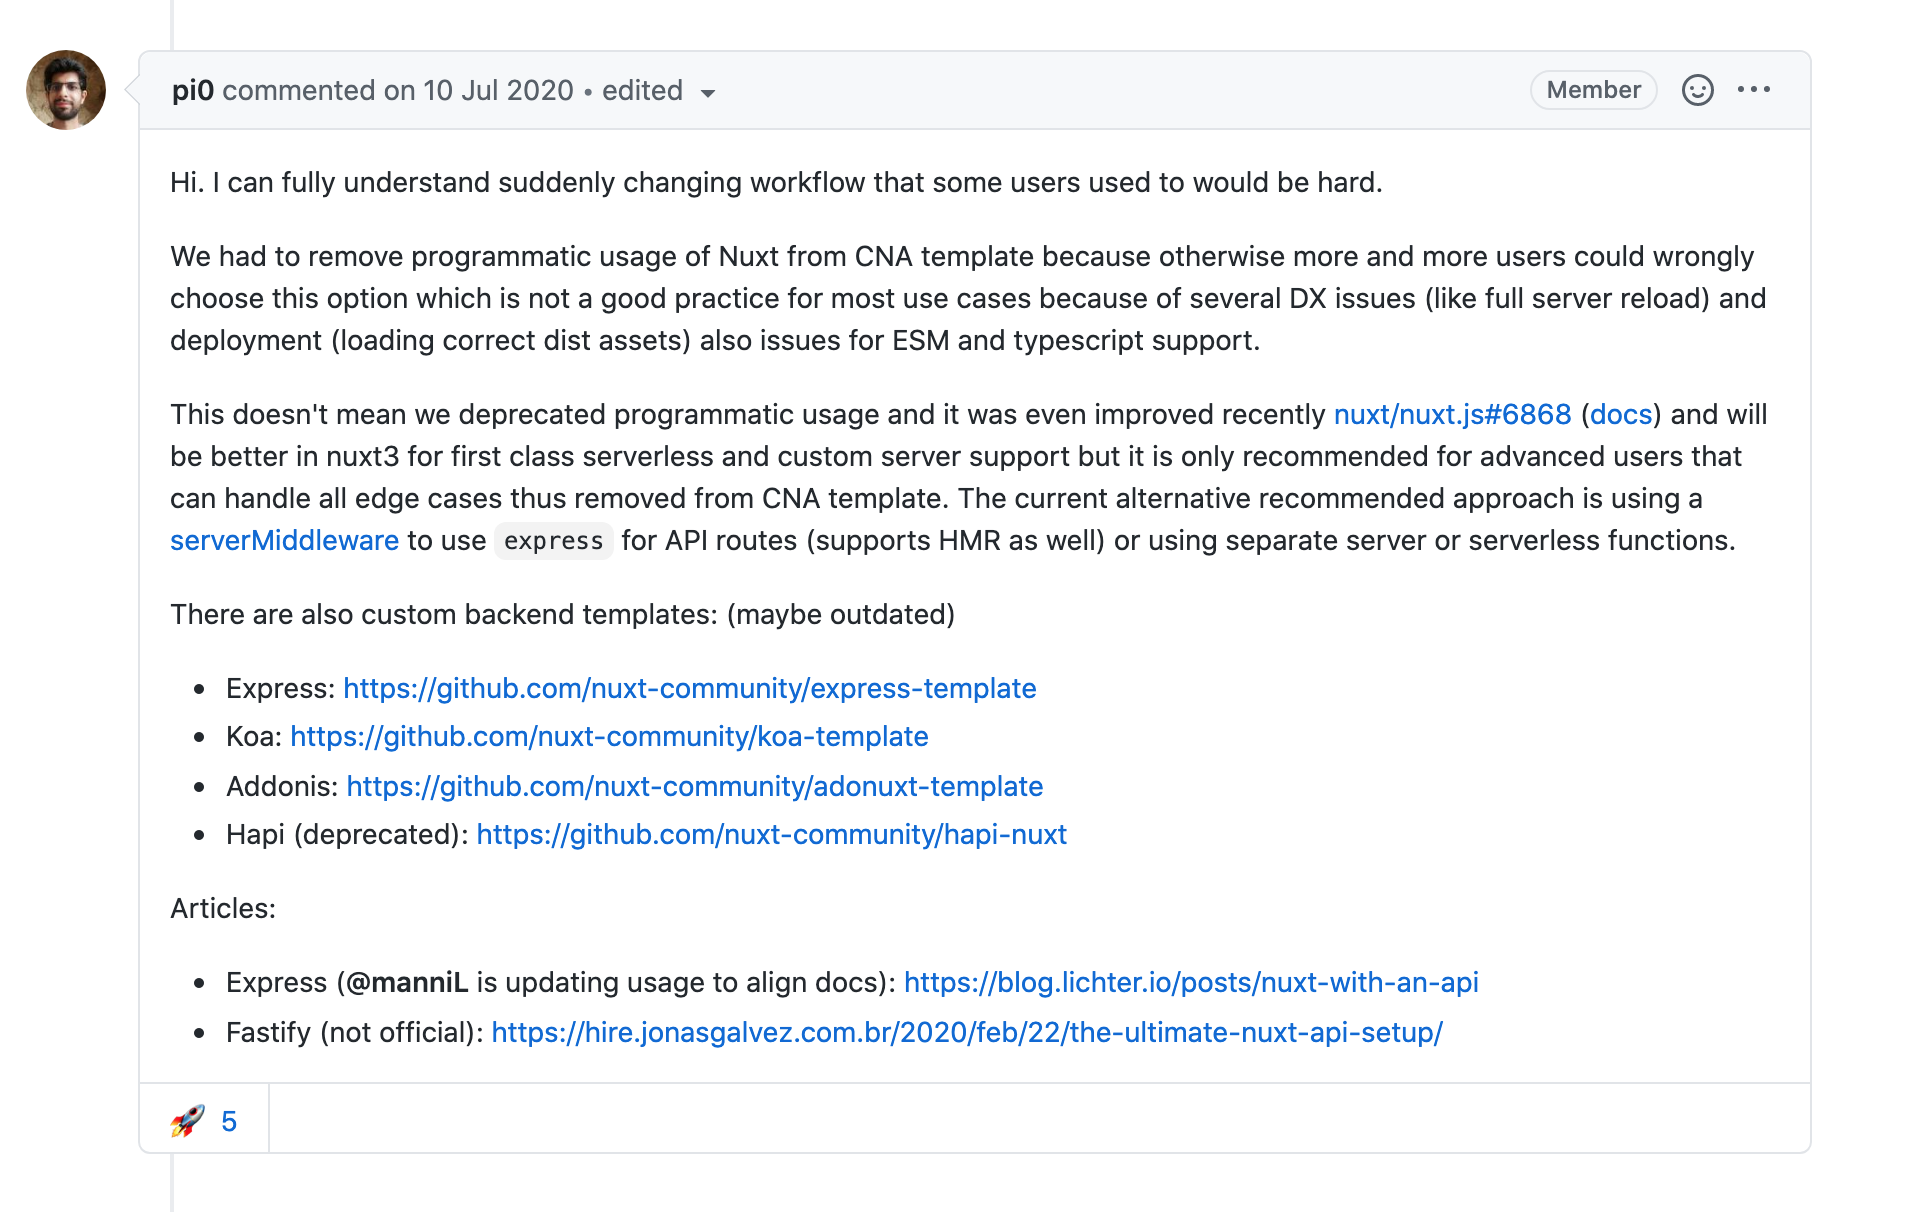 pi0 commented on 10 Jul 2020 • edited
Member
Hi. I can fully understand suddenly changing workflow that some users used to would be hard.
We had to remove programmatic usage of Nuxt from CNA template because otherwise more and more users could wrongly
choose this option which is not a good practice for most use cases because of several DX issues (like full server reload) and
deployment (loading correct dist assets) also issues for ESM and typescript support.
This doesn't mean we deprecated programmatic usage and it was even improved recently nuxt/nuxt.js#6868 (docs) and will
be better in nuxt3 for first class serverless and custom server support but it is only recommended for advanced users that
can handle all edge cases thus removed from CNA template. The current alternative recommended approach is using a
serverMiddleware to use express for API routes (supports HMR as well) or using separate server or serverless functions.
There are also custom backend templates: (maybe outdated)
• Express: https://github.com/nuxt-community/express-template
• Koa: https://github.com/nuxt-community/koa-template
• Addonis: https://github.com/nuxt-community/adonuxt-template
• Hapi (deprecated): https://github.com/nuxt-community/hapi-nuxt
Articles:
• Express (@manniL is updating usage to align docs): https://blog.lichter.io/posts/nuxt-with-an-api
• Fastify (not official): https://hire.jonasgalvez.com.br/2020/feb/22/the-ultimate-nuxt-api-setup/
🚀 5